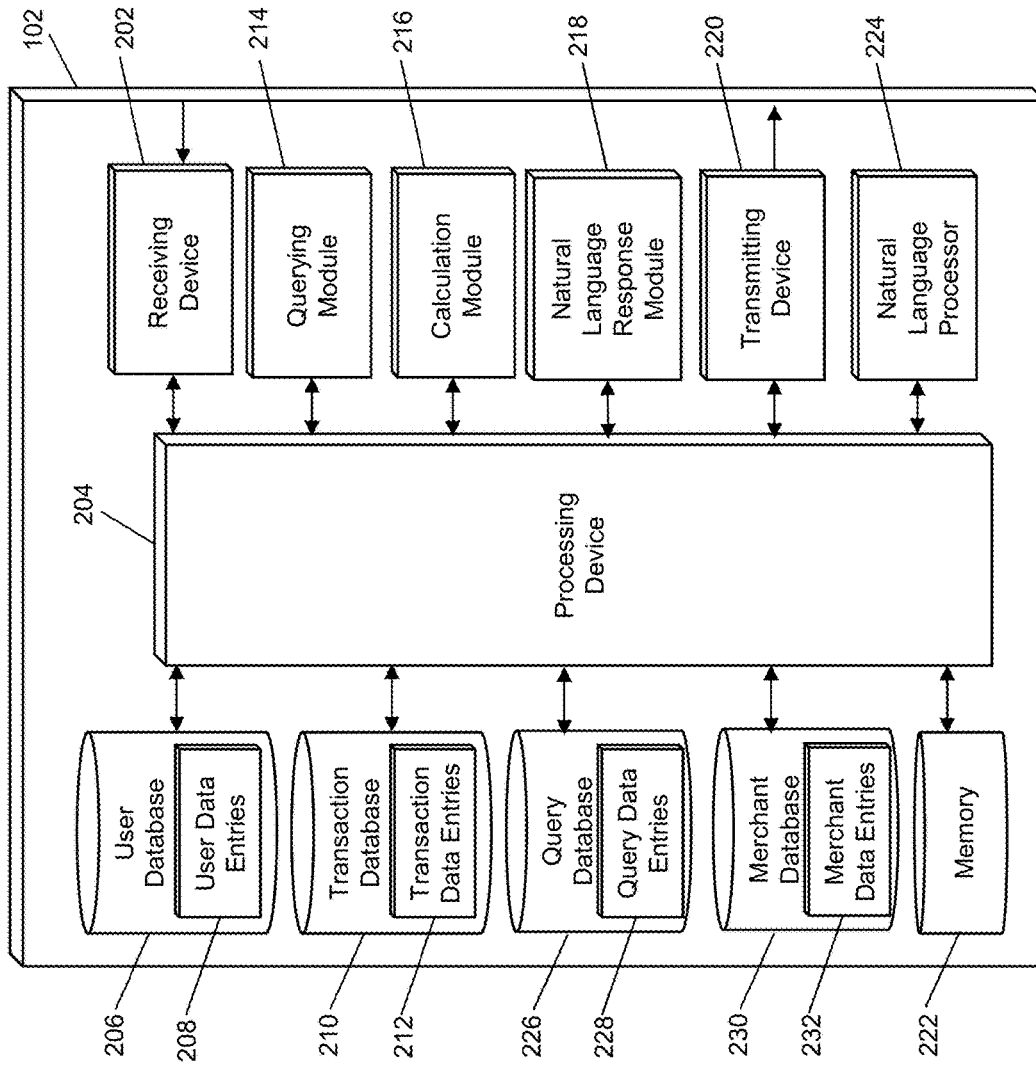 222
232
230
228
226
212
210
208
206
Memory
Merchant
Database
Merchant
Data Entries
Query
Database
Query Data
Entries
Transaction
Database
Transaction
Data Entries
User
Database
User Data
Entries
204
Processing
Device
Natural
Language
Processor
Transmitting
Device
Natural
Language
Response
Module
Calculation
Module
Querying
Module
Receiving
Device
224
220
218
216
214
202
102